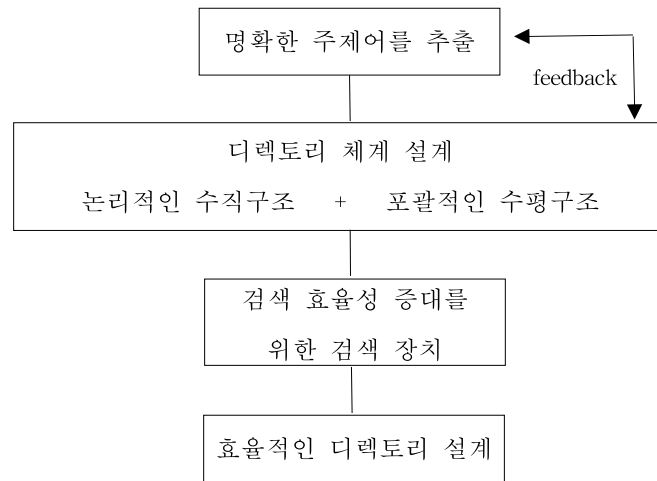 명확한 주제어를 추출
feedback
디렉토리 체계 설계
논리적인 수직구조 + 포괄적인 수평구조
검색 효율성 증대를
위한 검색 장치
효율적인 디렉토리 설계